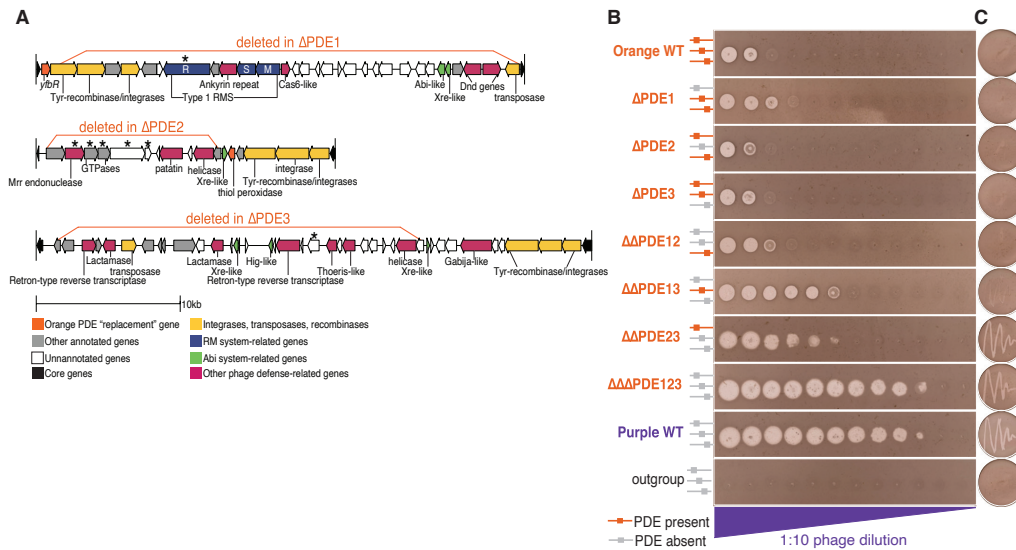 A
deleted in ΔPDE1
*
R
S
M
yfbR
Tyr-recombinase/integrases
Ankyrin repeat
Type 1 RMS
Cas6-like
Abi-like
Xre-like
Dnd genes
transposase
deleted in ΔPDE2
* * * * *
Mrr endonuclease
GTPases
patatin
helicase
Xre-like
thiol peroxidase
integrase
Tyr-recombinase/integrases
deleted in ΔPDE3
*
Retron-type reverse transcriptase
Lactamase
transposase
Lactamase
Xre-like
Hig-like
Retron-type reverse transcriptase
Thoeris-like
helicase
Xre-like
Gabija-like
Tyr-recombinase/integrases
10kb
Orange PDE “replacement” gene
Other annotated genes
Unnannotated genes
Core genes
Integrases, transposases, recombinases
RM system-related genes
Abi system-related genes
Other phage defense-related genes
B
Orange WT
ΔPDE1
ΔPDE2
ΔPDE3
ΔΔPDE12
ΔΔPDE13
ΔΔPDE23
ΔΔΔPDE123
Purple WT
outgroup
PDE present
PDE absent
1:10 phage dilution
C